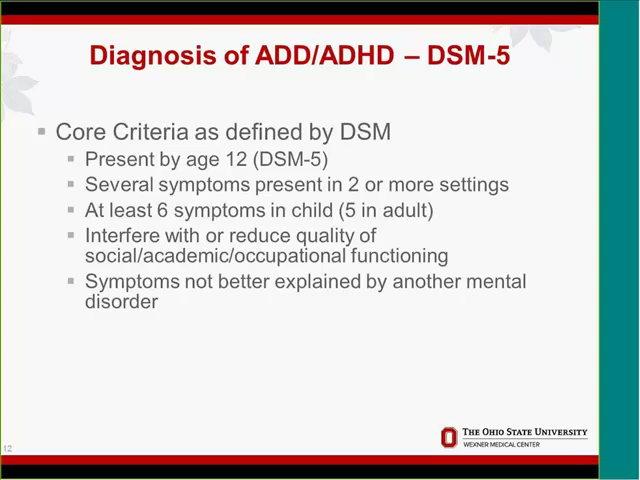 Diagnosis of ADD/ADHD – DSM-5
Core Criteria as defined by DSM
Present by age 12 (DSM-5)
Several symptoms present in 2 or more settings
At least 6 symptoms in child (5 in adult)
Interfere with or reduce quality of
social/academic/occupational functioning
Symptoms not better explained by another mental
disorder
12
THE OHIO STATE UNIVERSITY
WEXNER MEDICAL CENTER